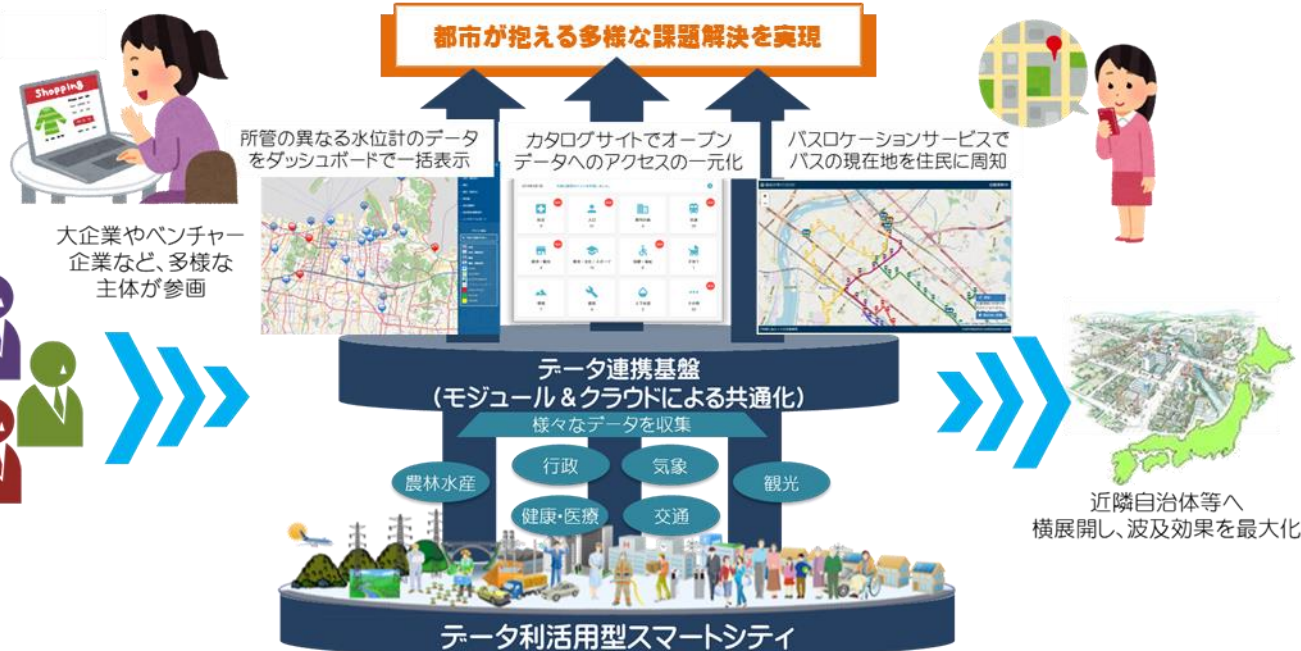 都市が抱える多様な課題解決を実現
Shopping
所管の異なる水位計のデータ
をダッシュボードで一括表示
カタログサイトでオープン
データへのアクセスの一元化
バスロケーションサービスで
バスの現在地を住民に周知
大企業やベンチャー
企業など、多様な
主体が参画
データ連携基盤
(モジュール&クラウドによる共通化)
様々なデータを収集
農林水産
行政
気象
観光
健康・医療
交通
近隣自治体等へ
横展開し、波及効果を最大化
データ利活用型スマートシティ